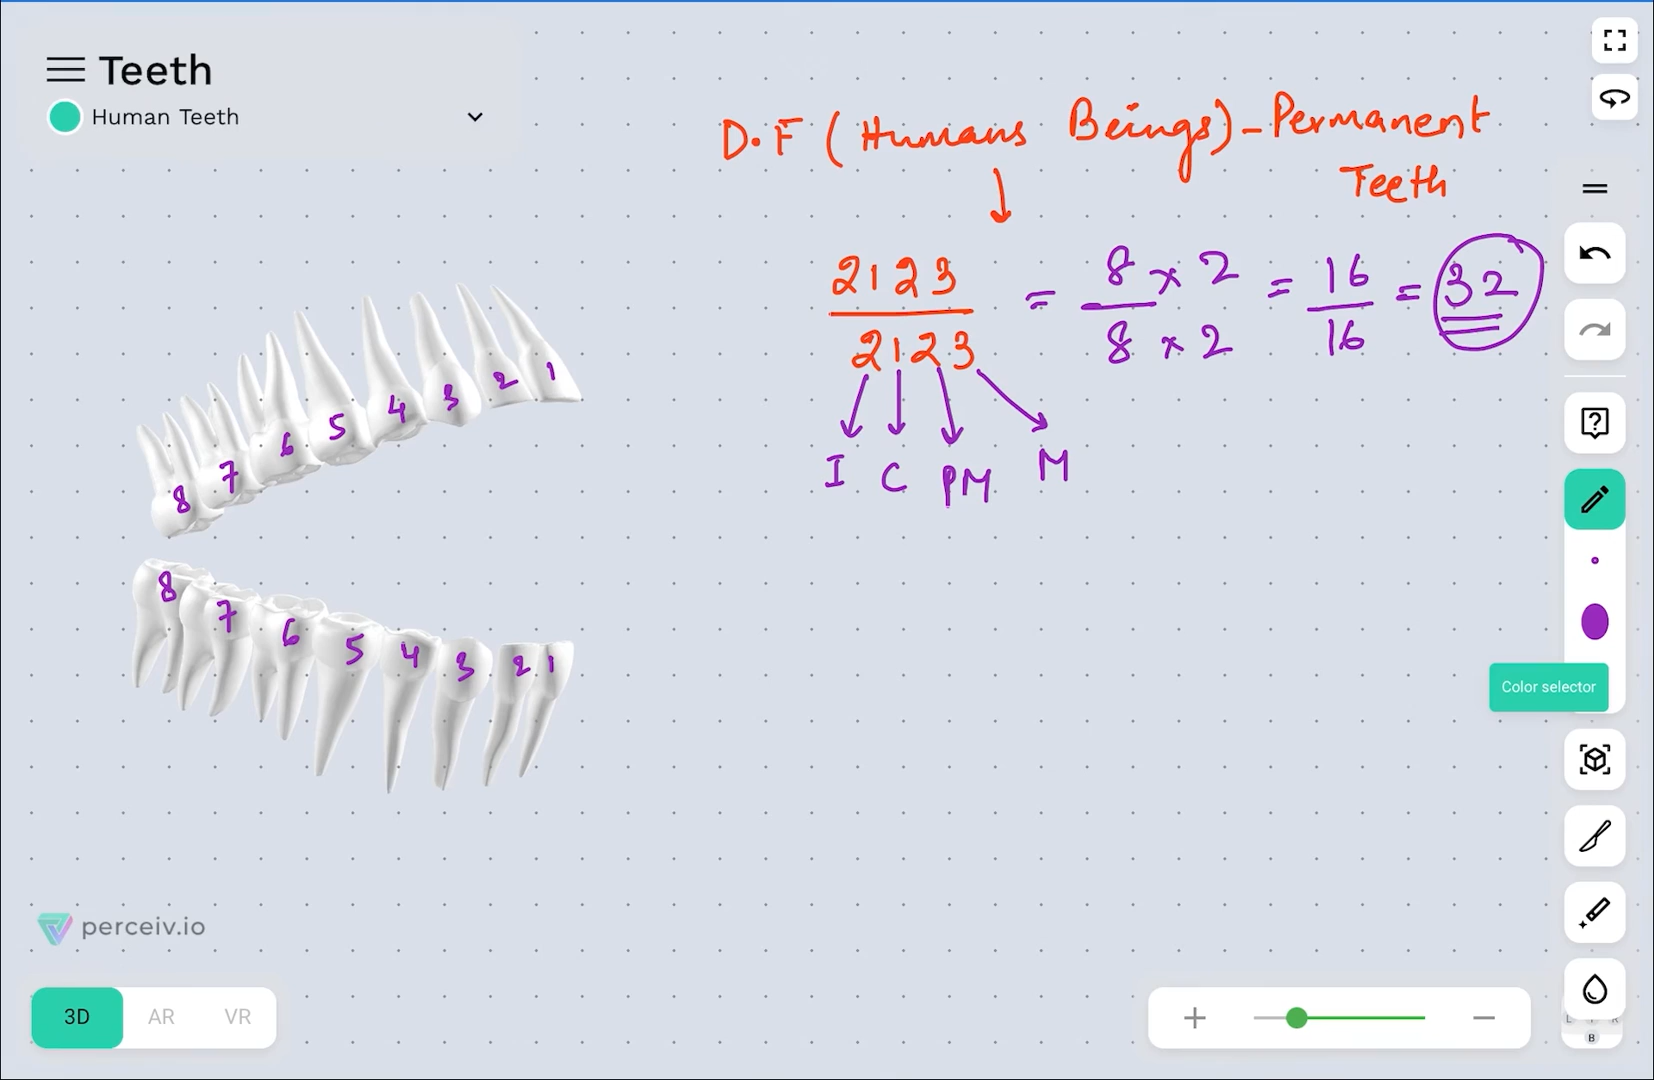 Teeth
Human Teeth
D.F (Humans Beings) - Permanent
Teeth
2123 = 8 x 2 = 16 = 32
2123 8 x 2 16
I C PM M
1
2
3
4
5
6
7
8
8
7
6
5
4
3
2
1
Color selector
perceiv.io
3D AR VR
B